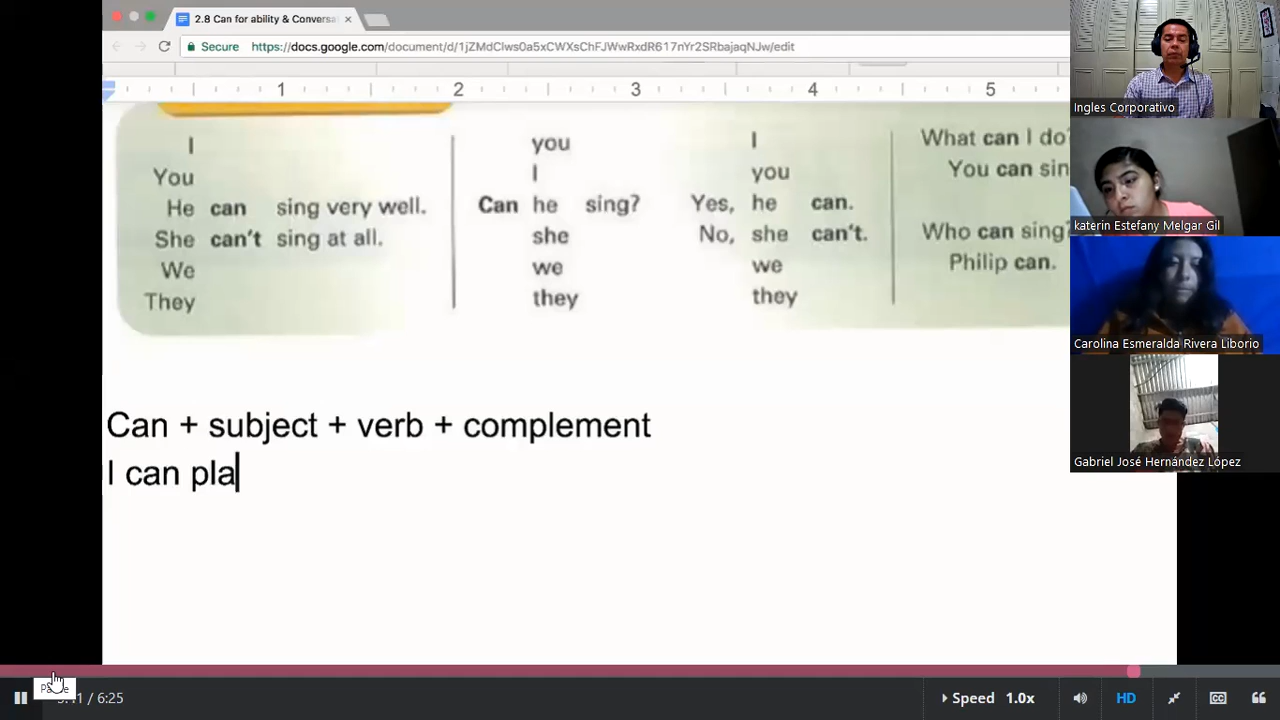 2.8 Can for ability & Conversa
Secure https://docs.google.com/document/d/1jZMdClws0a5xCWXsChFJWwRxdR617nYr2SRbajaqNJw/edit
1 2 3 4 5
I
You
He can sing very well.
She can't sing at all.
We
They
you
I
Can he sing?
she
we
they
I
you
Yes, he can.
No, she can't.
we
they
What can I do?
You can sin
Who can sing?
Philip can.
Can + subject + verb + complement
I can pla
Ingles Corporativo
katerin Estefany Melgar Gil
Carolina Esmeralda Rivera Liborio
Gabriel José Hernández López
/ 6:25
Speed 1.0x
HD
CC